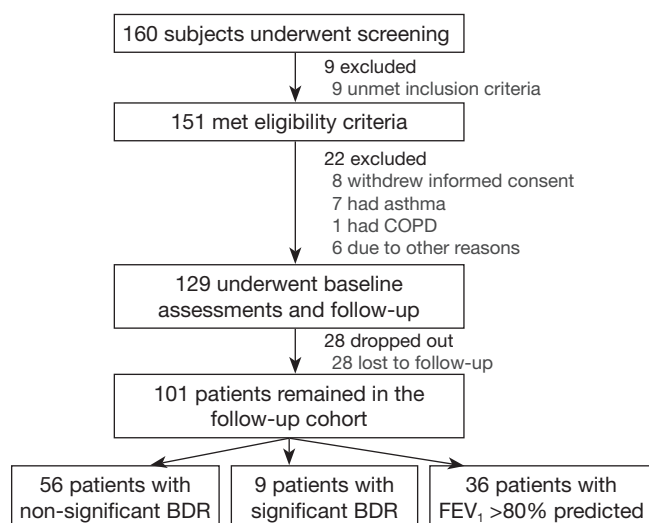 160 subjects underwent screening
9 excluded
9 unmet inclusion criteria
151 met eligibility criteria
22 excluded
8 withdrew informed consent
7 had asthma
1 had COPD
6 due to other reasons
129 underwent baseline
assessments and follow-up
28 dropped out
28 lost to follow-up
101 patients remained in the
follow-up cohort
56 patients with
non-significant BDR
9 patients with
significant BDR
36 patients with
FEV₁ >80% predicted